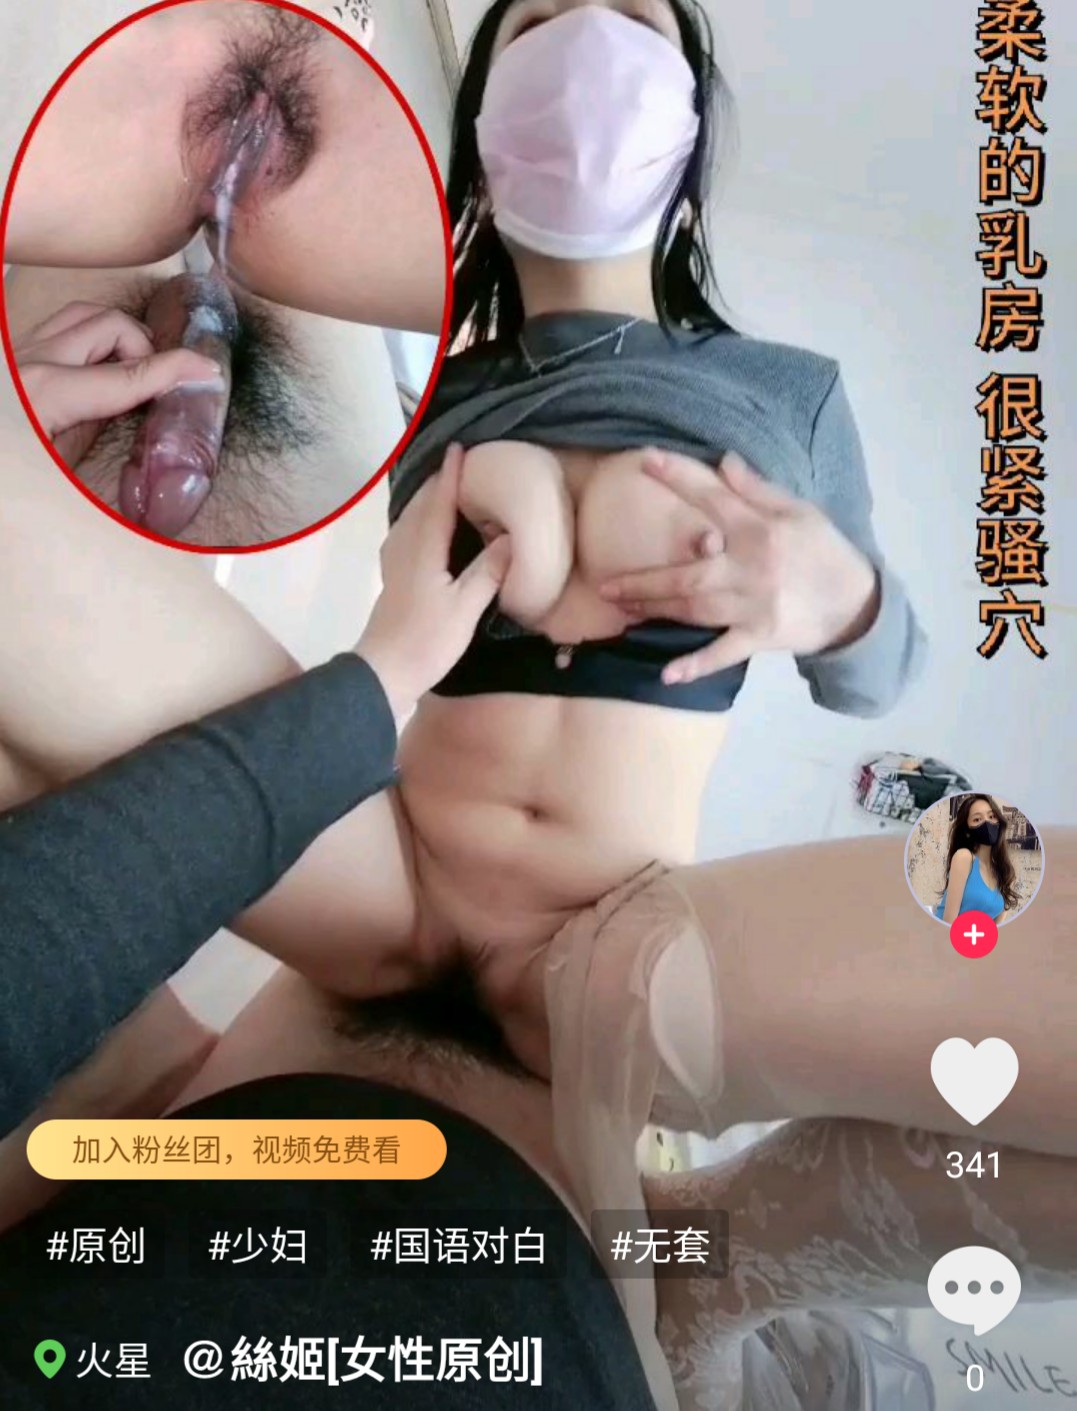 柔软的乳房 很紧骚穴
加入粉丝团，视频免费看
#原创 #少妇 #国语对白 #无套
火星 @絲姬[女性原创]
341
0
SMILE